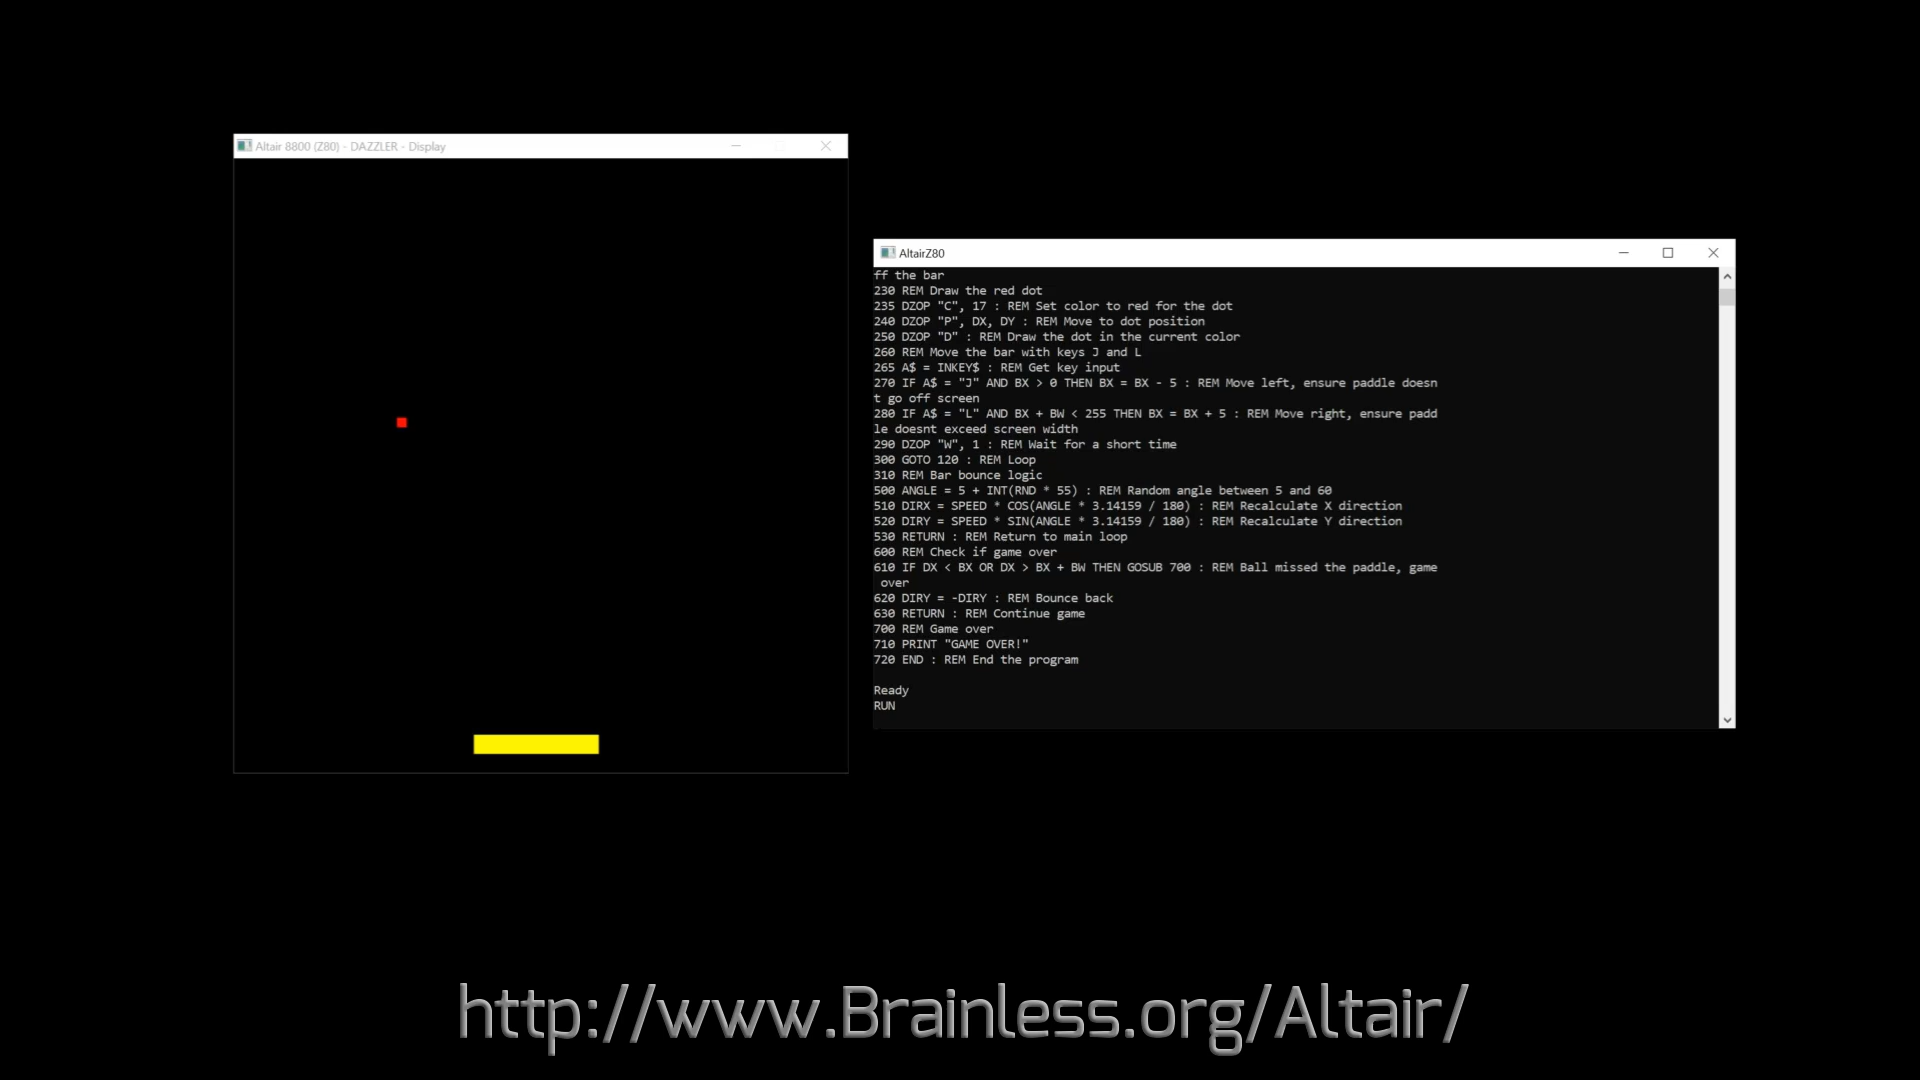 Altair 8800 (Z80) - DAZZLER - Display
AltairZ80
ff the bar
230 REM Draw the red dot
235 DZOP "C", 17 : REM Set color to red for the dot
240 DZOP "P", DX, DY : REM Move to dot position
250 DZOP "D" : REM Draw the dot in the current color
260 REM Move the bar with keys J and L
265 A$ = INKEY$ : REM Get key input
270 IF A$ = "J" AND BX > 0 THEN BX = BX - 5 : REM Move left, ensure paddle doesn
t go off screen
280 IF A$ = "L" AND BX + BW < 255 THEN BX = BX + 5 : REM Move right, ensure padd
le doesnt exceed screen width
290 DZOP "W", 1 : REM Wait for a short time
300 GOTO 120 : REM Loop
310 REM Bar bounce logic
500 ANGLE = 5 + INT(RND * 55) : REM Random angle between 5 and 60
510 DIRX = SPEED * COS(ANGLE * 3.14159 / 180) : REM Recalculate X direction
520 DIRY = SPEED * SIN(ANGLE * 3.14159 / 180) : REM Recalculate Y direction
530 RETURN : REM Return to main loop
600 REM Check if game over
610 IF DX < BX OR DX > BX + BW THEN GOSUB 700 : REM Ball missed the paddle, game
 over
620 DIRY = -DIRY : REM Bounce back
630 RETURN : REM Continue game
700 REM Game over
710 PRINT "GAME OVER!"
720 END : REM End the program
Ready
RUN
http://www.Brainless.org/Altair/